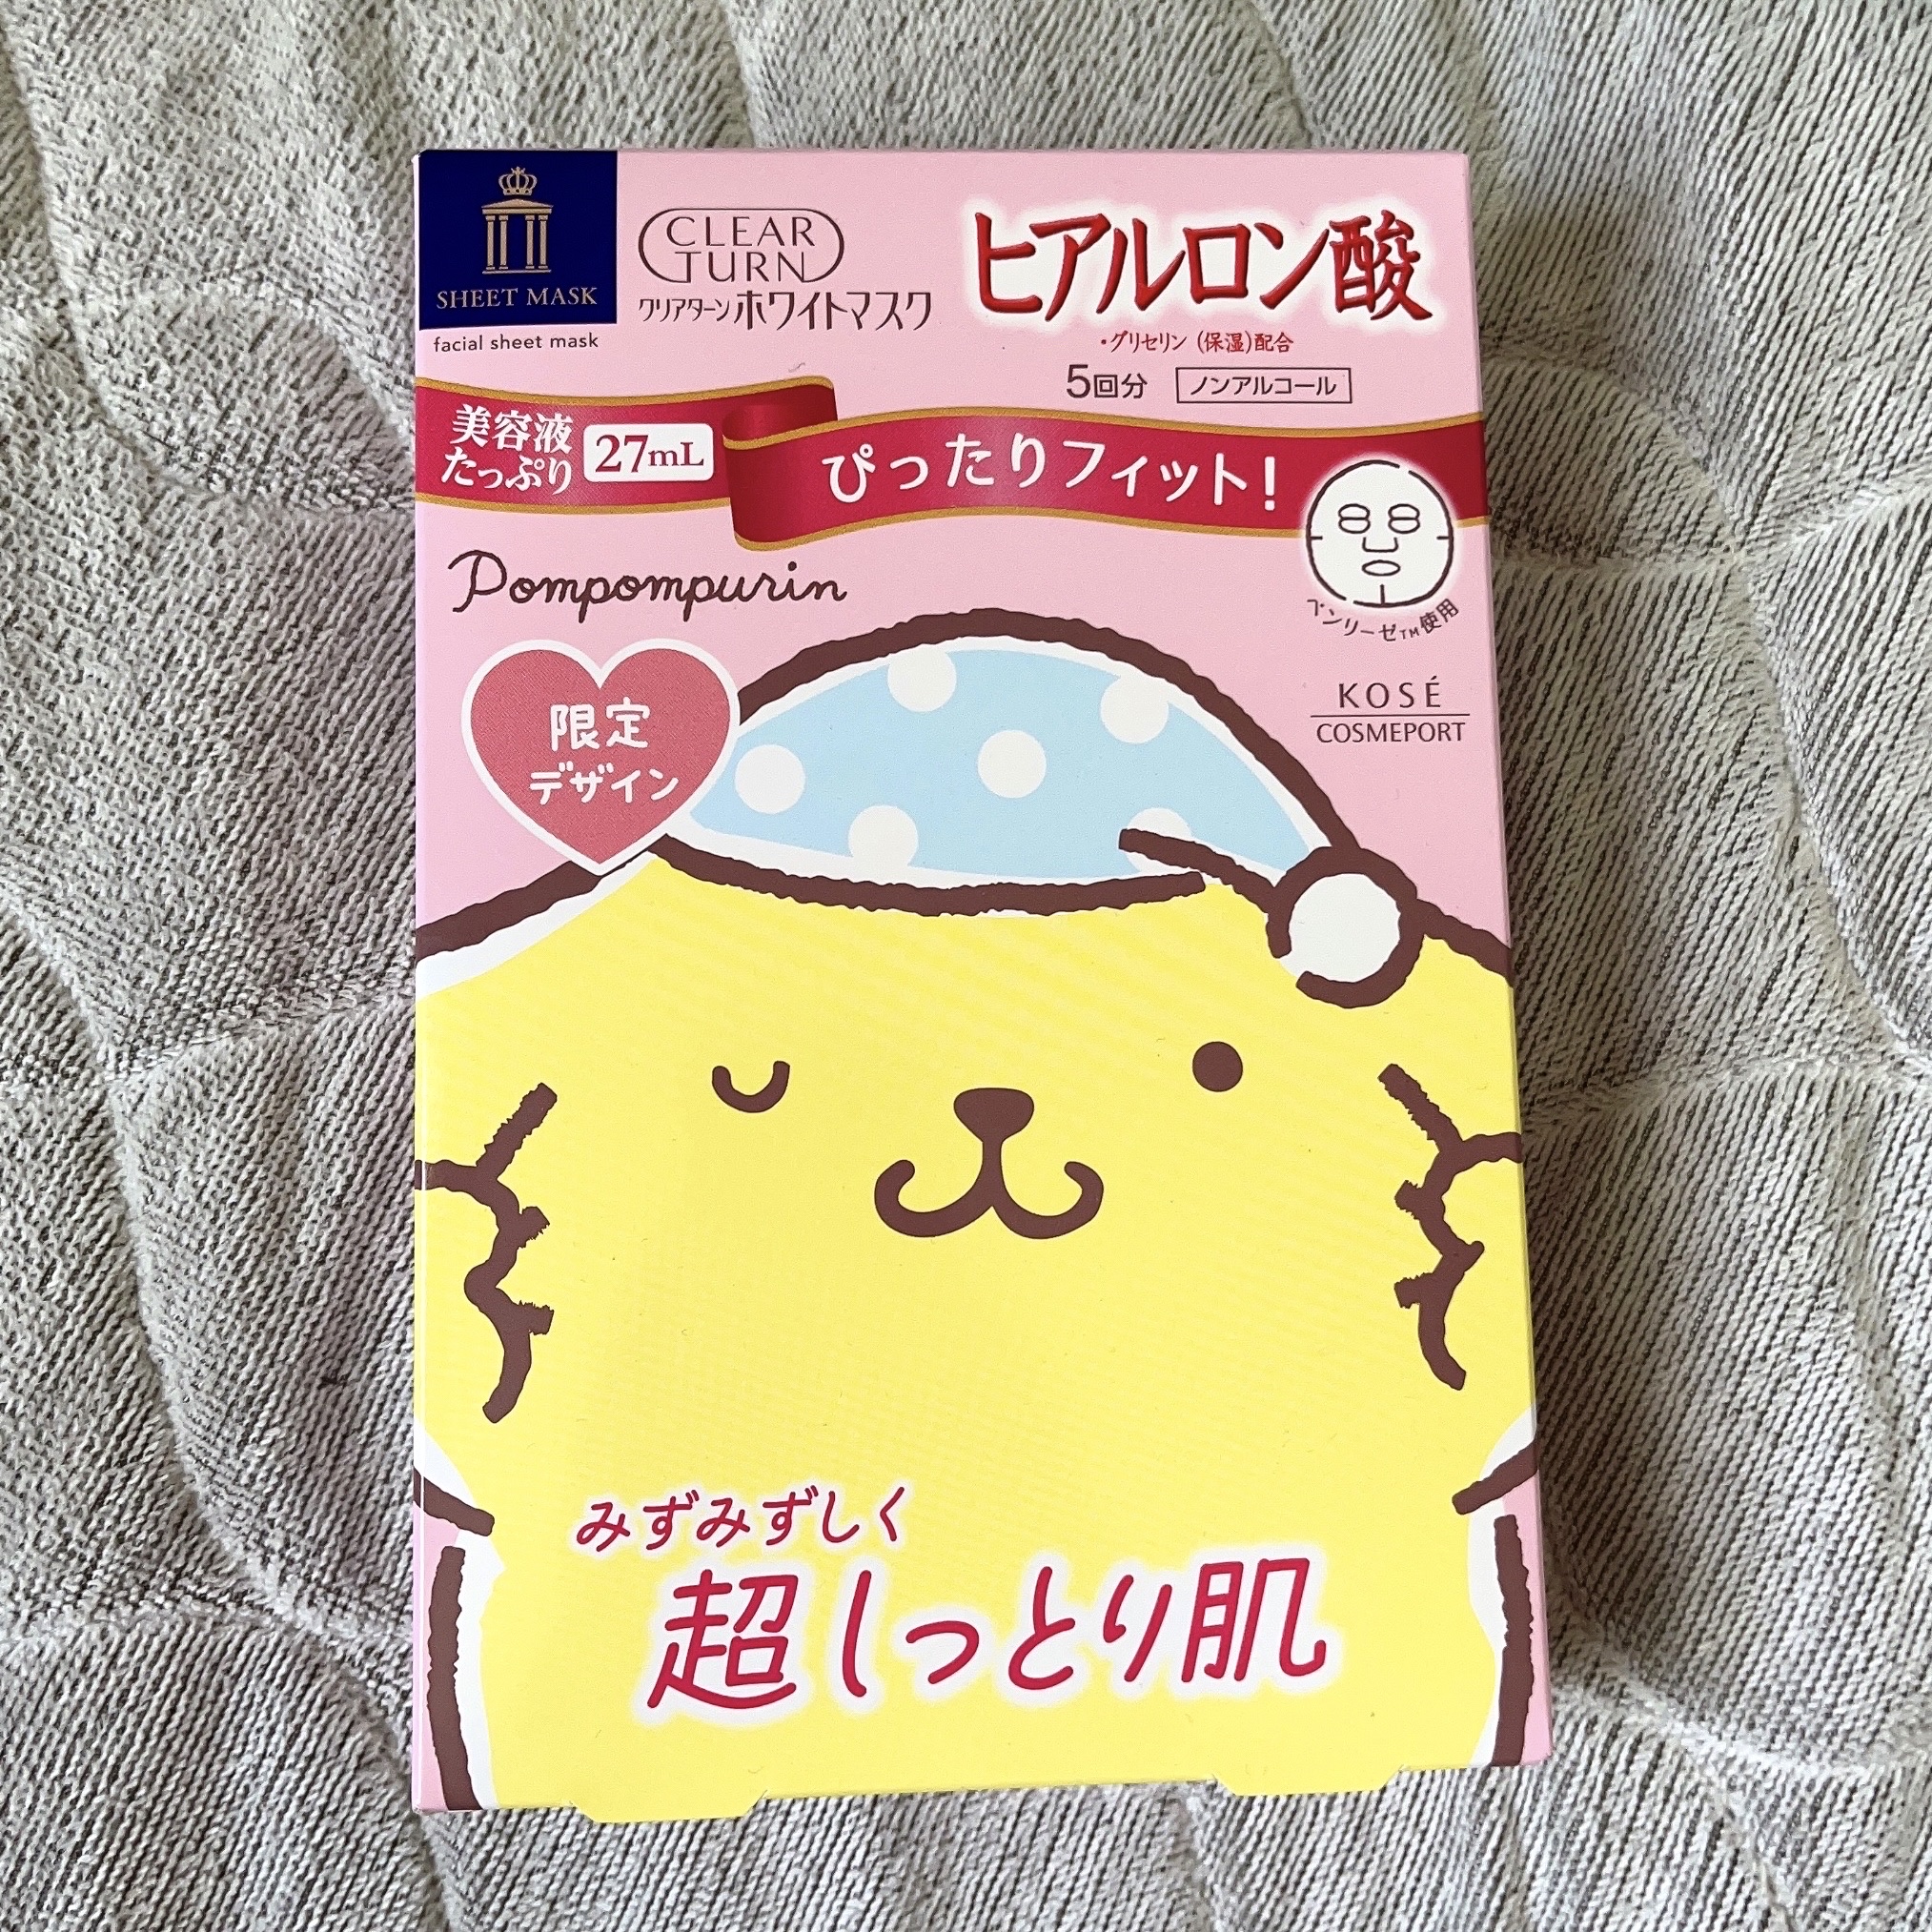 SHEET MASK
facial sheet mask
CLEAR
TURN
クリアターンホワイトマスク
ヒアルロン酸
・グリセリン(保湿)配合
5回分 ノンアルコール
美容液
たっぷり
27mL
ぴったりフィット!
ベンリーゼTM使用
Pompompurin
限定
デザイン
KOSÉ
COSMEPORT
みずみずしく
超しっとり肌